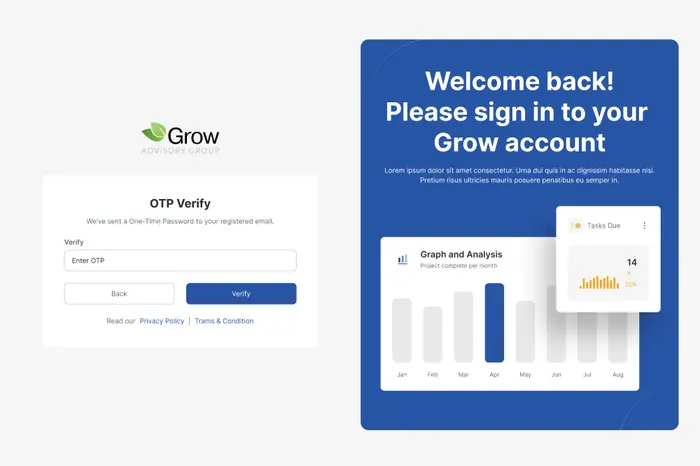 Grow
ADVISORY GROUP
OTP Verify
We've sent a One-Time Password to your registered email.
Verify
Enter OTP
Back
Verify
Read our Privacy Policy | Trams & Condition
Welcome back!
Please sign in to your
Grow account
Lorem ipsum dolor sit amet consectetur. Urna dui quis in ac dignissim habitasse nisi.
Pretium risus ultricies mauris posuere penatibus eu semper in.
Tasks Due
14
20%
Graph and Analysis
Project complete per month
Jan
Feb
Mar
Apr
May
Jun
Jul
Aug